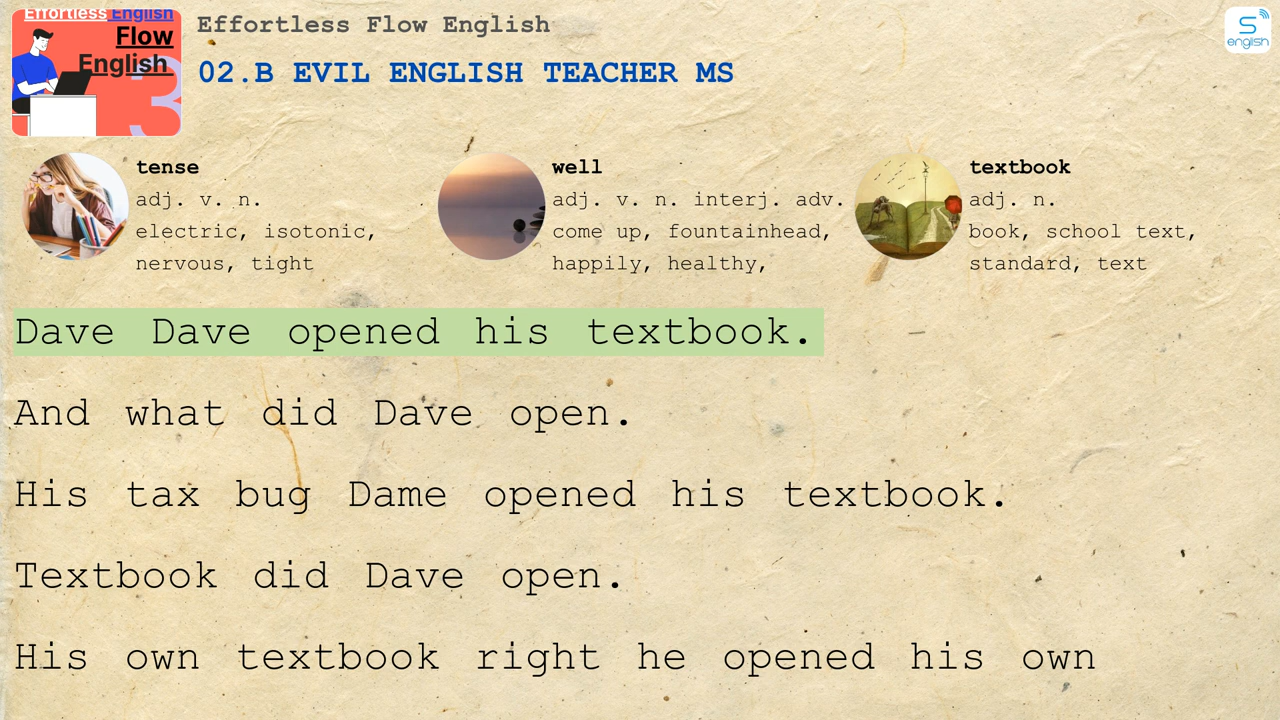 Effortless English
Flow
English
3
Effortless Flow English
02.B EVIL ENGLISH TEACHER MS
S
english
tense
adj. v. n.
electric, isotonic,
nervous, tight
well
adj. v. n. interj. adv.
come up, fountainhead,
happily, healthy,
textbook
adj. n.
book, school text,
standard, text
Dave Dave opened his textbook.
And what did Dave open.
His tax bug Dame opened his textbook.
Textbook did Dave open.
His own textbook right he opened his own